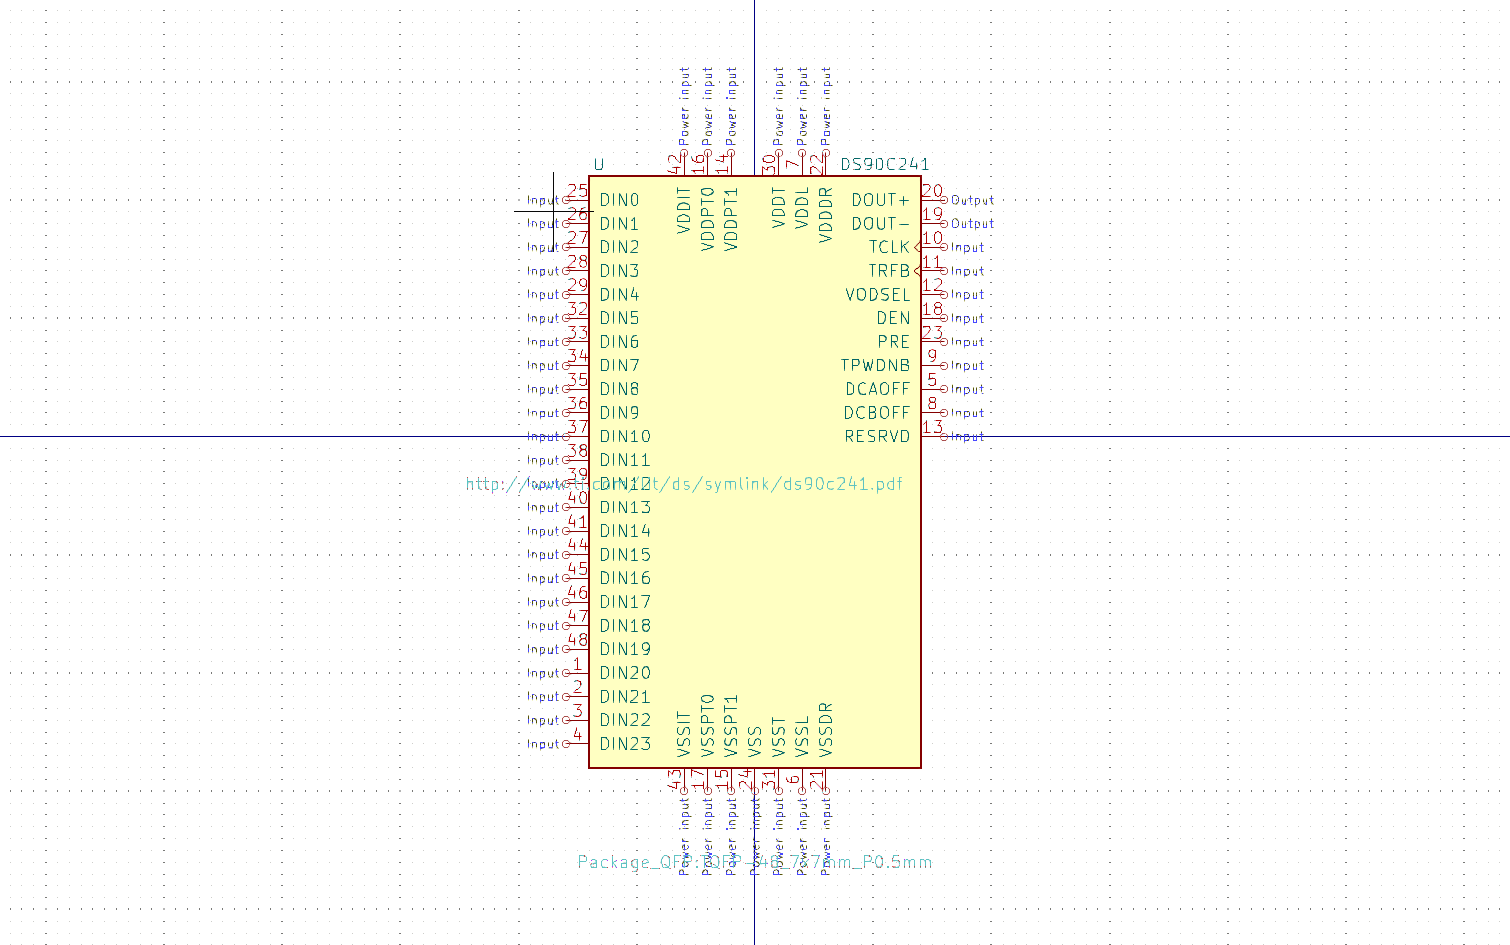 Power input Power input Power input Power input Power input Power input
42 16 14 30 7 22
U DS90C241
VDDIT VDDPT0 VDDPT1 VDDT VDDL VDDDR
Input 25 DIN0 DOUT+ 20 Output
Input 26 DIN1 DOUT- 19 Output
Input 27 DIN2 TCLK 10 Input
Input 28 DIN3 TRFB 11 Input
Input 29 DIN4 VODSEL 12 Input
Input 32 DIN5 DEN 18 Input
Input 33 DIN6 PRE 23 Input
Input 34 DIN7 TPWDNB 9 Input
Input 35 DIN8 DCAOFF 5 Input
Input 36 DIN9 DCBOFF 8 Input
Input 37 DIN10 RESRVD 13 Input
Input 38 DIN11
Input 39 DIN12
http://www.ti.com/lit/ds/symlink/ds90c241.pdf
Input 40 DIN13
Input 41 DIN14
Input 44 DIN15
Input 45 DIN16
Input 46 DIN17
Input 47 DIN18
Input 48 DIN19
Input 1 DIN20
Input 2 DIN21
Input 3 DIN22
Input 4 DIN23
VSSIT VSSPT0 VSSPT1 VSS VSST VSSL VSSDR
43 17 15 24 31 6 21
Power input Power input Power input Power input Power input Power input Power input
Package_QFP:TQFP-48_7x7mm_P0.5mm